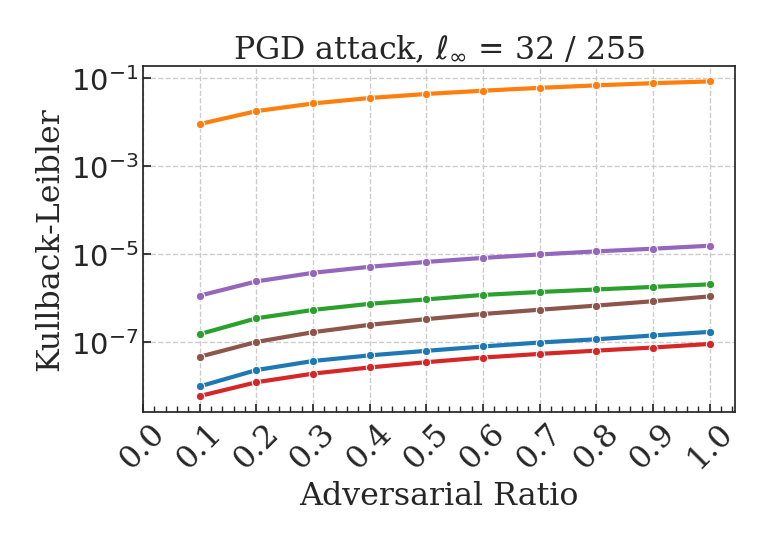 PGD attack, ℓ∞ = 32 / 255
Kullback-Leibler
10⁻¹
10⁻³
10⁻⁵
10⁻⁷
0.0 0.1 0.2 0.3 0.4 0.5 0.6 0.7 0.8 0.9 1.0
Adversarial Ratio